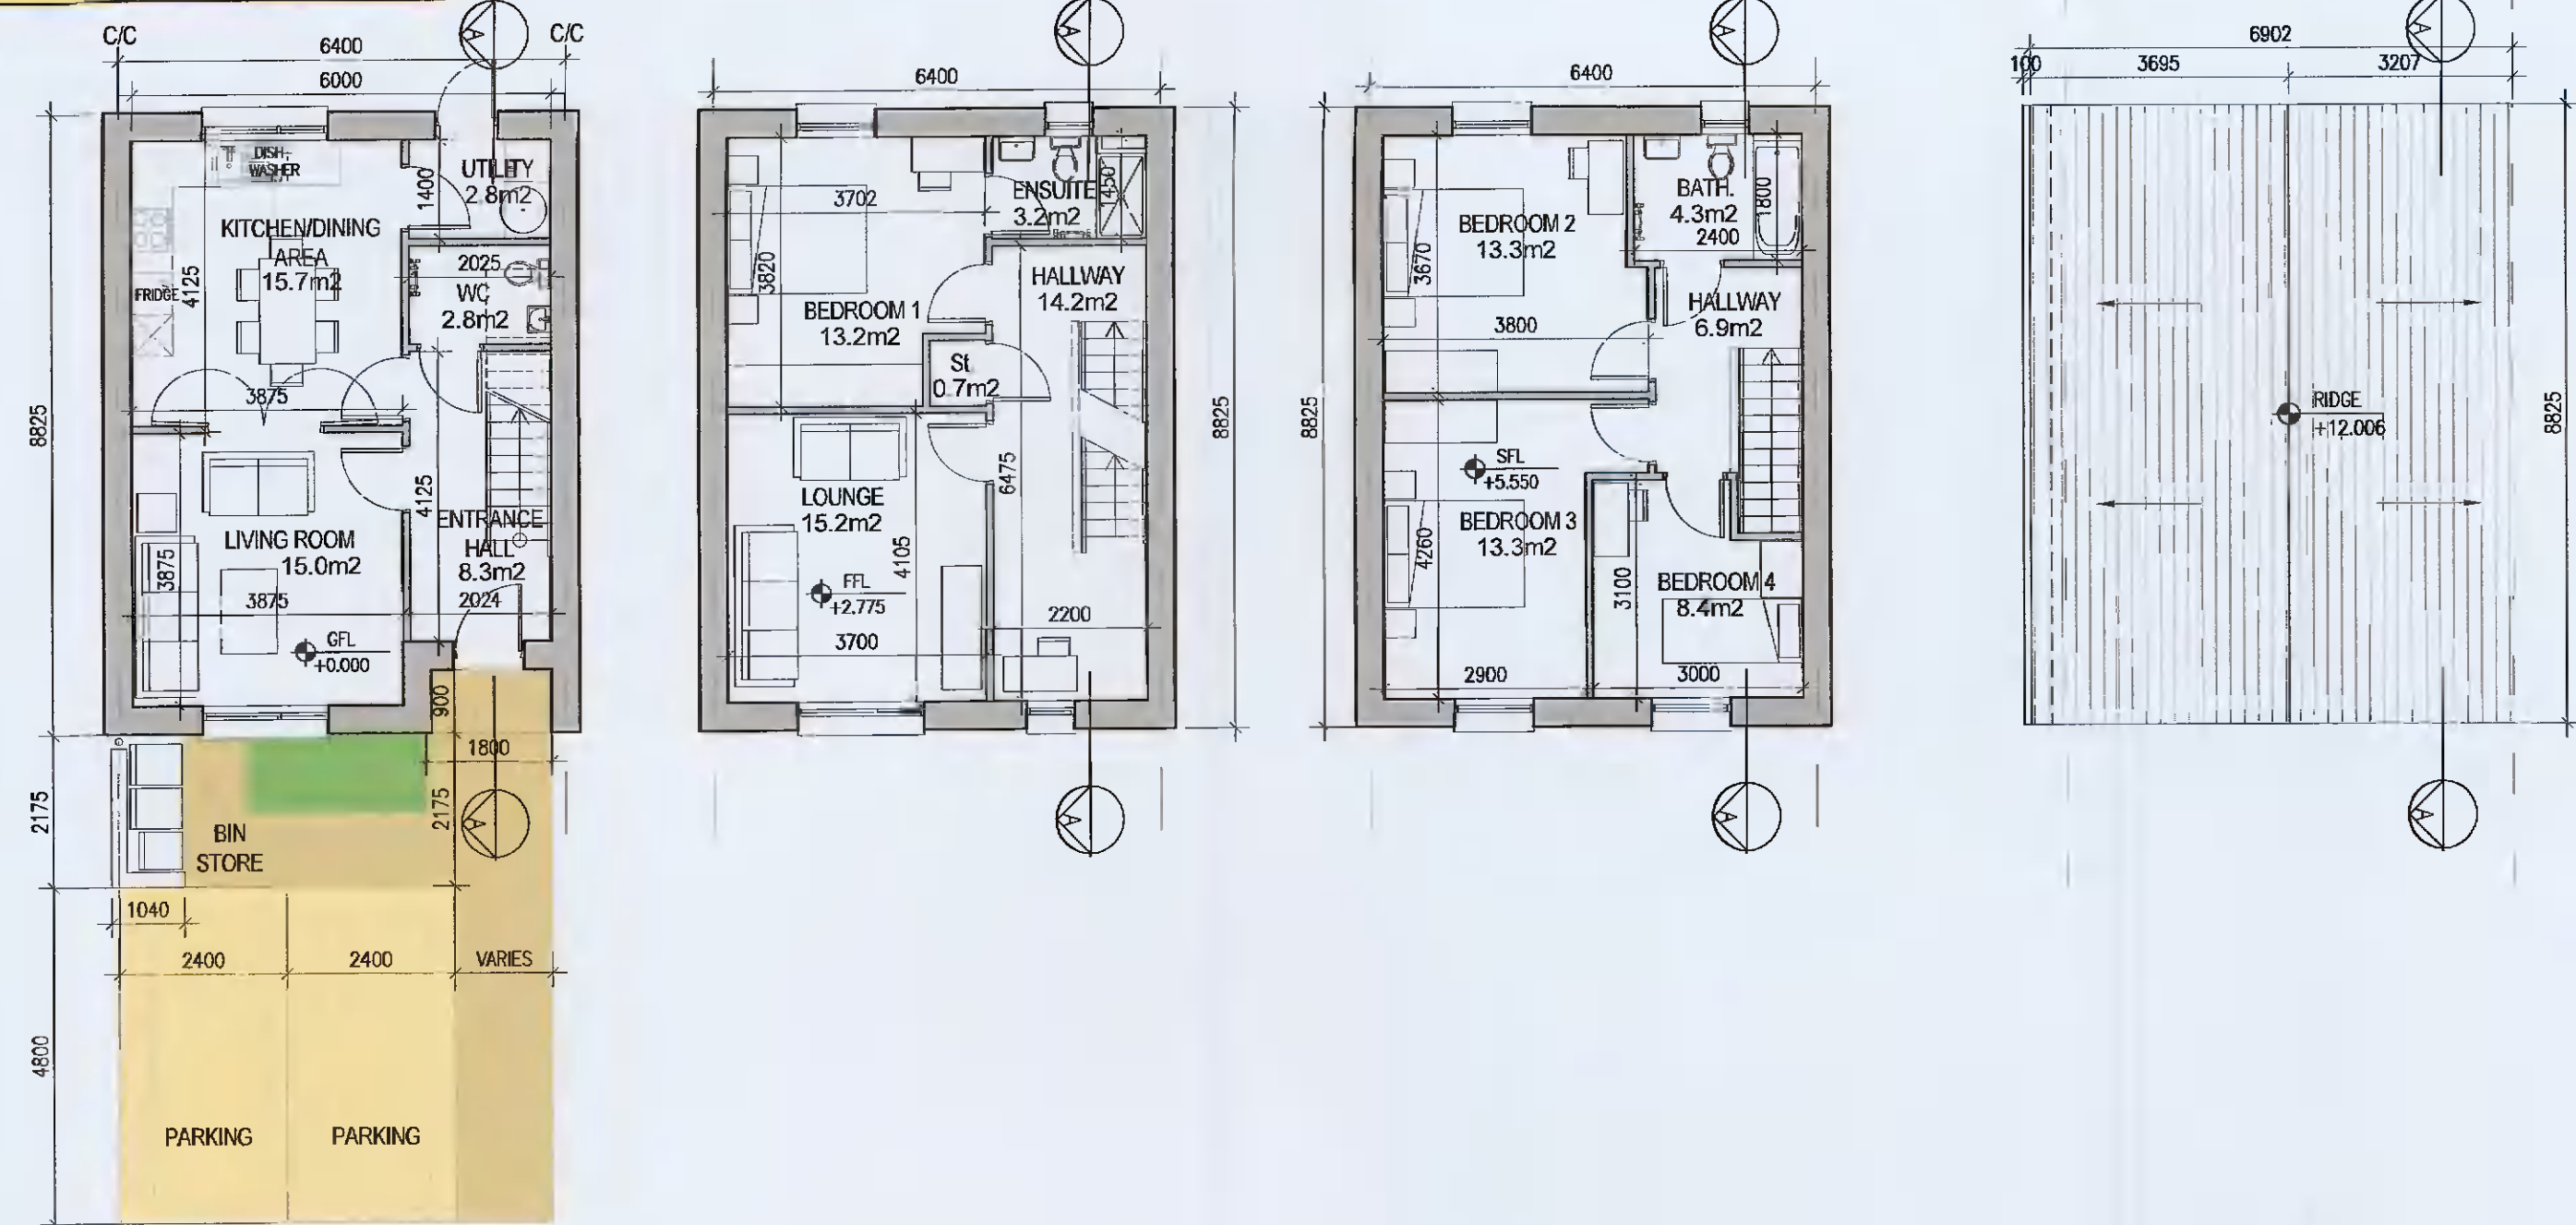 C/C
6400
C/C
6000
A
8825
DISH.
WASHER
KITCHEN/DINING
AREA
15.7m2
FRIDGE
4125
3875
1400
UTILITY
2.8m2
2025
WC
2.8m2
LIVING ROOM
15.0m2
3875
3875
GFL
+0.000
4125
ENTRANCE
HALL
8.3m2
2024
900
1800
2175
2175
A
BIN
STORE
1040
2400
2400
VARIES
4800
PARKING
PARKING
A
6400
3702
3820
BEDROOM 1
13.2m2
ENSUITE
3.2m2
1450
HALLWAY
14.2m2
St.
0.7m2
LOUNGE
15.2m2
FFL
+2.775
4105
3700
6475
2200
8825
A
A
6400
8825
BEDROOM 2
13.3m2
3670
3800
BATH.
4.3m2
1800
2400
HALLWAY
6.9m2
SFL
+5.550
BEDROOM 3
13.3m2
4260
2900
BEDROOM 4
8.4m2
3100
3000
A
A
6902
100
3695
3207
RIDGE
+12.006
8825
A